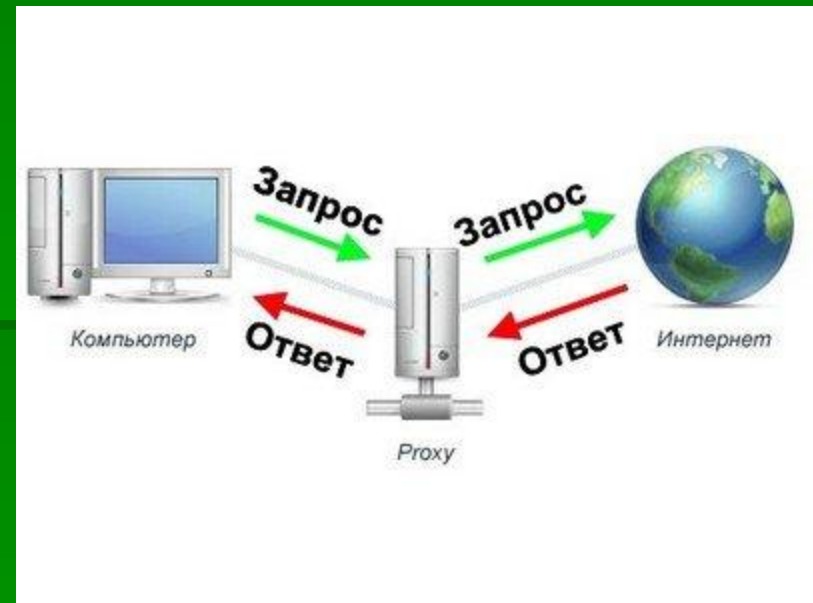 Запрос
Запрос
Компьютер
Ответ
Ответ
Интернет
Proxy